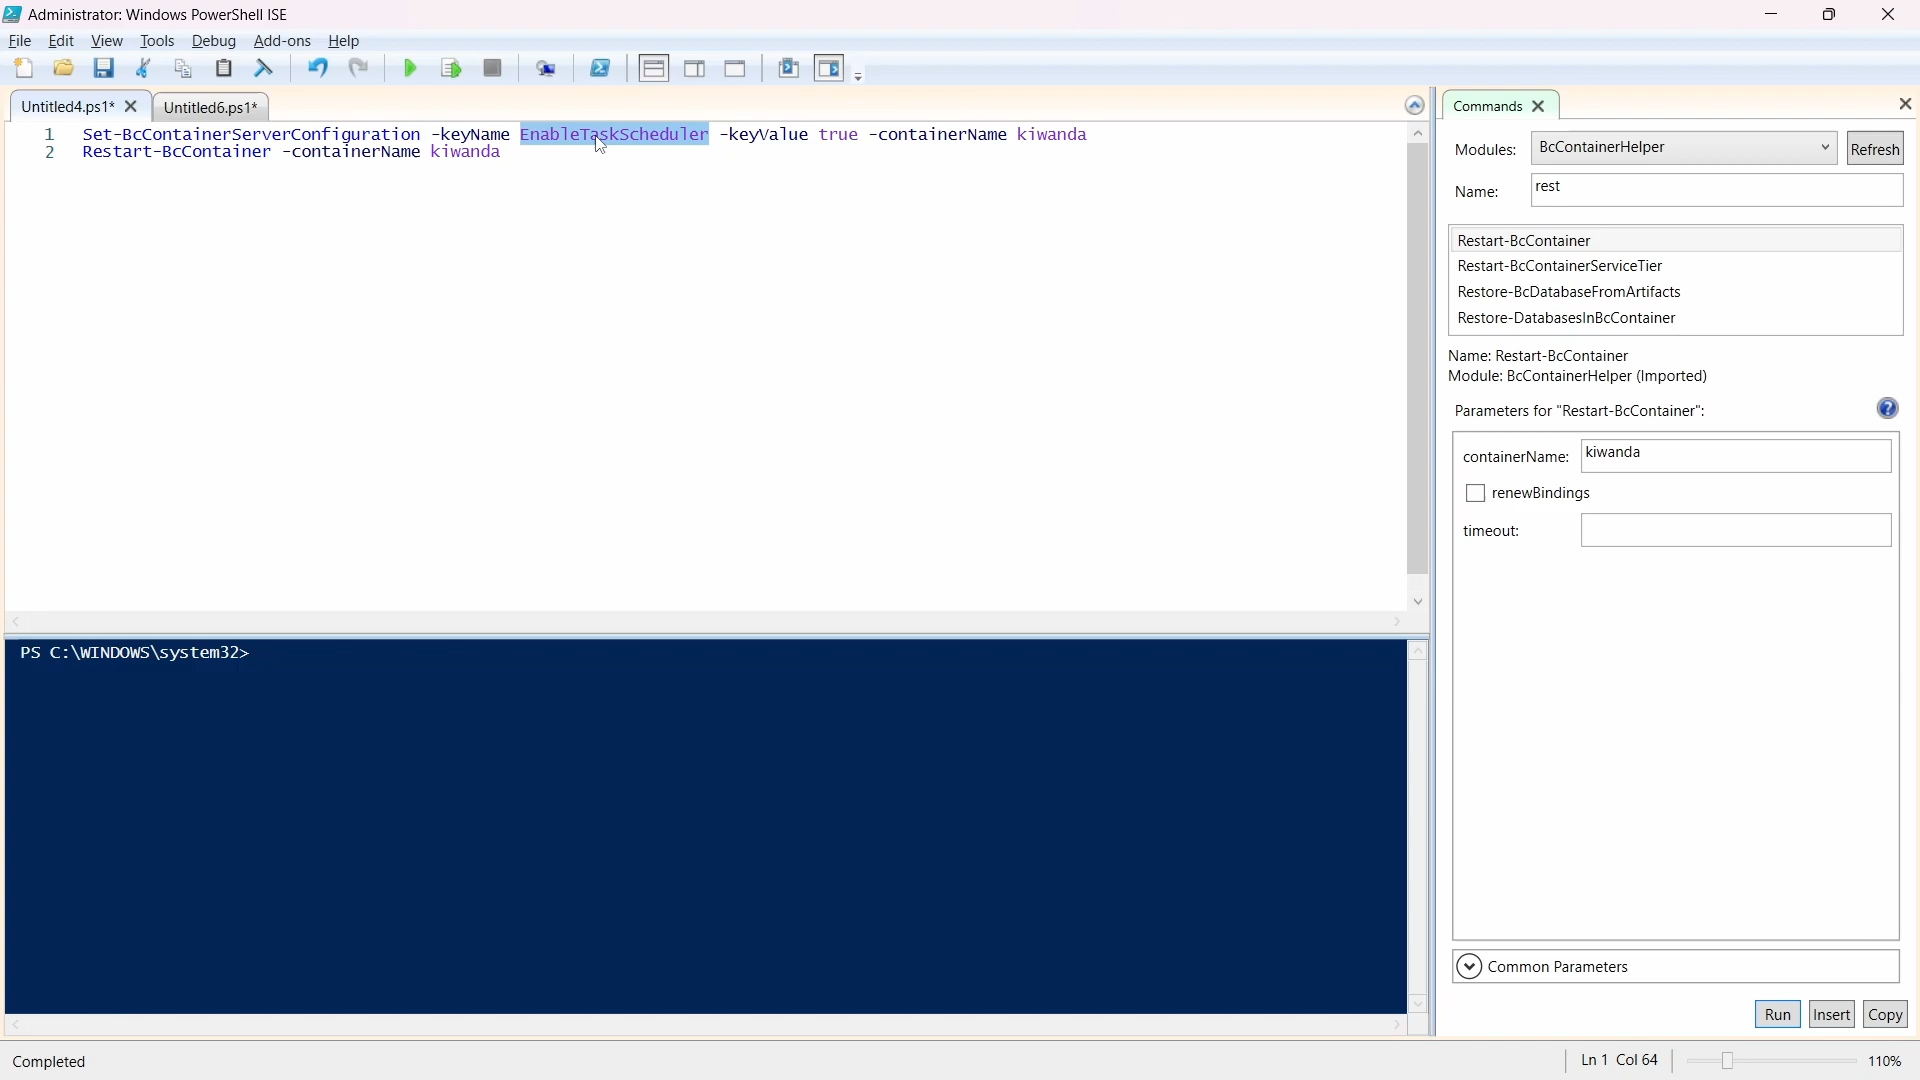 Administrator: Windows PowerShell ISE
File Edit View Tools Debug Add-ons Help
Untitled4.ps1* Untitled6.ps1*
1 Set-BcContainerServerConfiguration -keyName EnableTaskScheduler -keyValue true -containerName kiwanda
2 Restart-BcContainer -containerName kiwanda
PS C:\WINDOWS\system32>
Commands
Modules: BcContainerHelper Refresh
Name: rest
Restart-BcContainer
Restart-BcContainerServiceTier
Restore-BcDatabaseFromArtifacts
Restore-DatabasesInBcContainer
Name: Restart-BcContainer
Module: BcContainerHelper (Imported)
Parameters for "Restart-BcContainer":
containerName: kiwanda
renewBindings
timeout:
Common Parameters
Run Insert Copy
Completed Ln 1 Col 64 110%